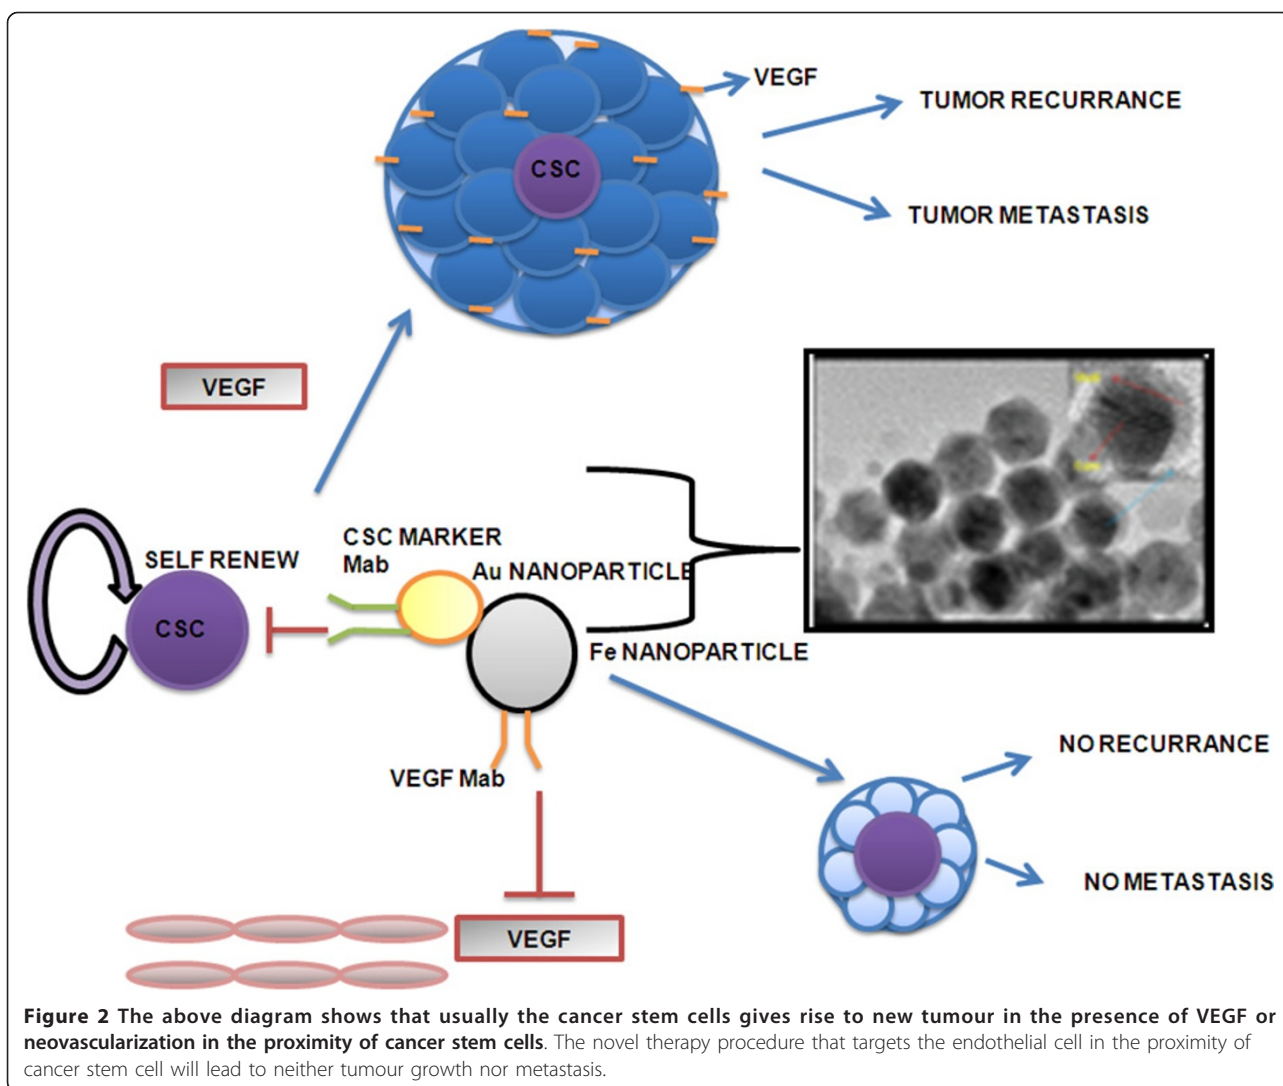 VEGF
TUMOR RECURRANCE
CSC
TUMOR METASTASIS
VEGF
CSC MARKER
Mab
SELF RENEW
Au NANOPARTICLE
CSC
Fe NANOPARTICLE
VEGF Mab
NO RECURRANCE
NO METASTASIS
VEGF
Figure 2 The above diagram shows that usually the cancer stem cells gives rise to new tumour in the presence of VEGF or
neovascularization in the proximity of cancer stem cells. The novel therapy procedure that targets the endothelial cell in the proximity of
cancer stem cell will lead to neither tumour growth nor metastasis.